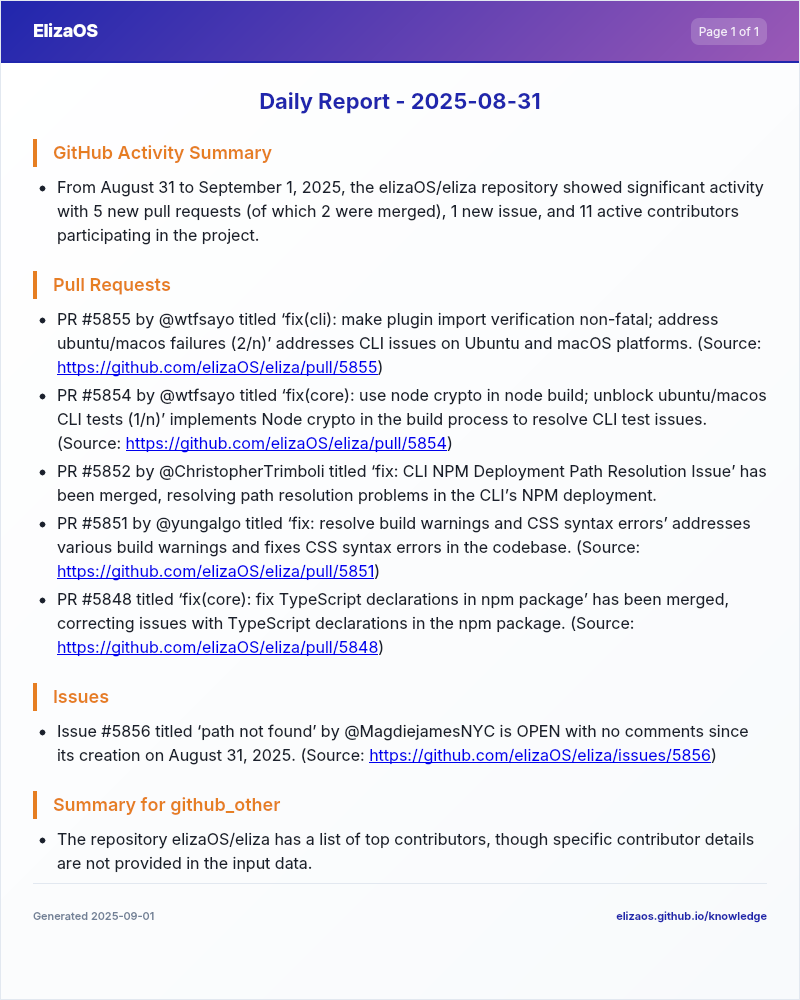 ElizaOS
Page 1 of 1
Daily Report - 2025-08-31
GitHub Activity Summary
• From August 31 to September 1, 2025, the elizaOS/eliza repository showed significant activity
with 5 new pull requests (of which 2 were merged), 1 new issue, and 11 active contributors
participating in the project.
Pull Requests
• PR #5855 by @wtfsayo titled ‘fix(cli): make plugin import verification non-fatal; address
ubuntu/macos failures (2/n)’ addresses CLI issues on Ubuntu and macOS platforms. (Source:
https://github.com/elizaOS/eliza/pull/5855)
• PR #5854 by @wtfsayo titled ‘fix(core): use node crypto in node build; unblock ubuntu/macos
CLI tests (1/n)’ implements Node crypto in the build process to resolve CLI test issues.
(Source: https://github.com/elizaOS/eliza/pull/5854)
• PR #5852 by @ChristopherTrimboli titled ‘fix: CLI NPM Deployment Path Resolution Issue’ has
been merged, resolving path resolution problems in the CLI’s NPM deployment.
• PR #5851 by @yungalgo titled ‘fix: resolve build warnings and CSS syntax errors’ addresses
various build warnings and fixes CSS syntax errors in the codebase. (Source:
https://github.com/elizaOS/eliza/pull/5851)
• PR #5848 titled ‘fix(core): fix TypeScript declarations in npm package’ has been merged,
correcting issues with TypeScript declarations in the npm package. (Source:
https://github.com/elizaOS/eliza/pull/5848)
Issues
• Issue #5856 titled ‘path not found’ by @MagdiejamesNYC is OPEN with no comments since
its creation on August 31, 2025. (Source: https://github.com/elizaOS/eliza/issues/5856)
Summary for github_other
• The repository elizaOS/eliza has a list of top contributors, though specific contributor details
are not provided in the input data.
Generated 2025-09-01
elizaos.github.io/knowledge